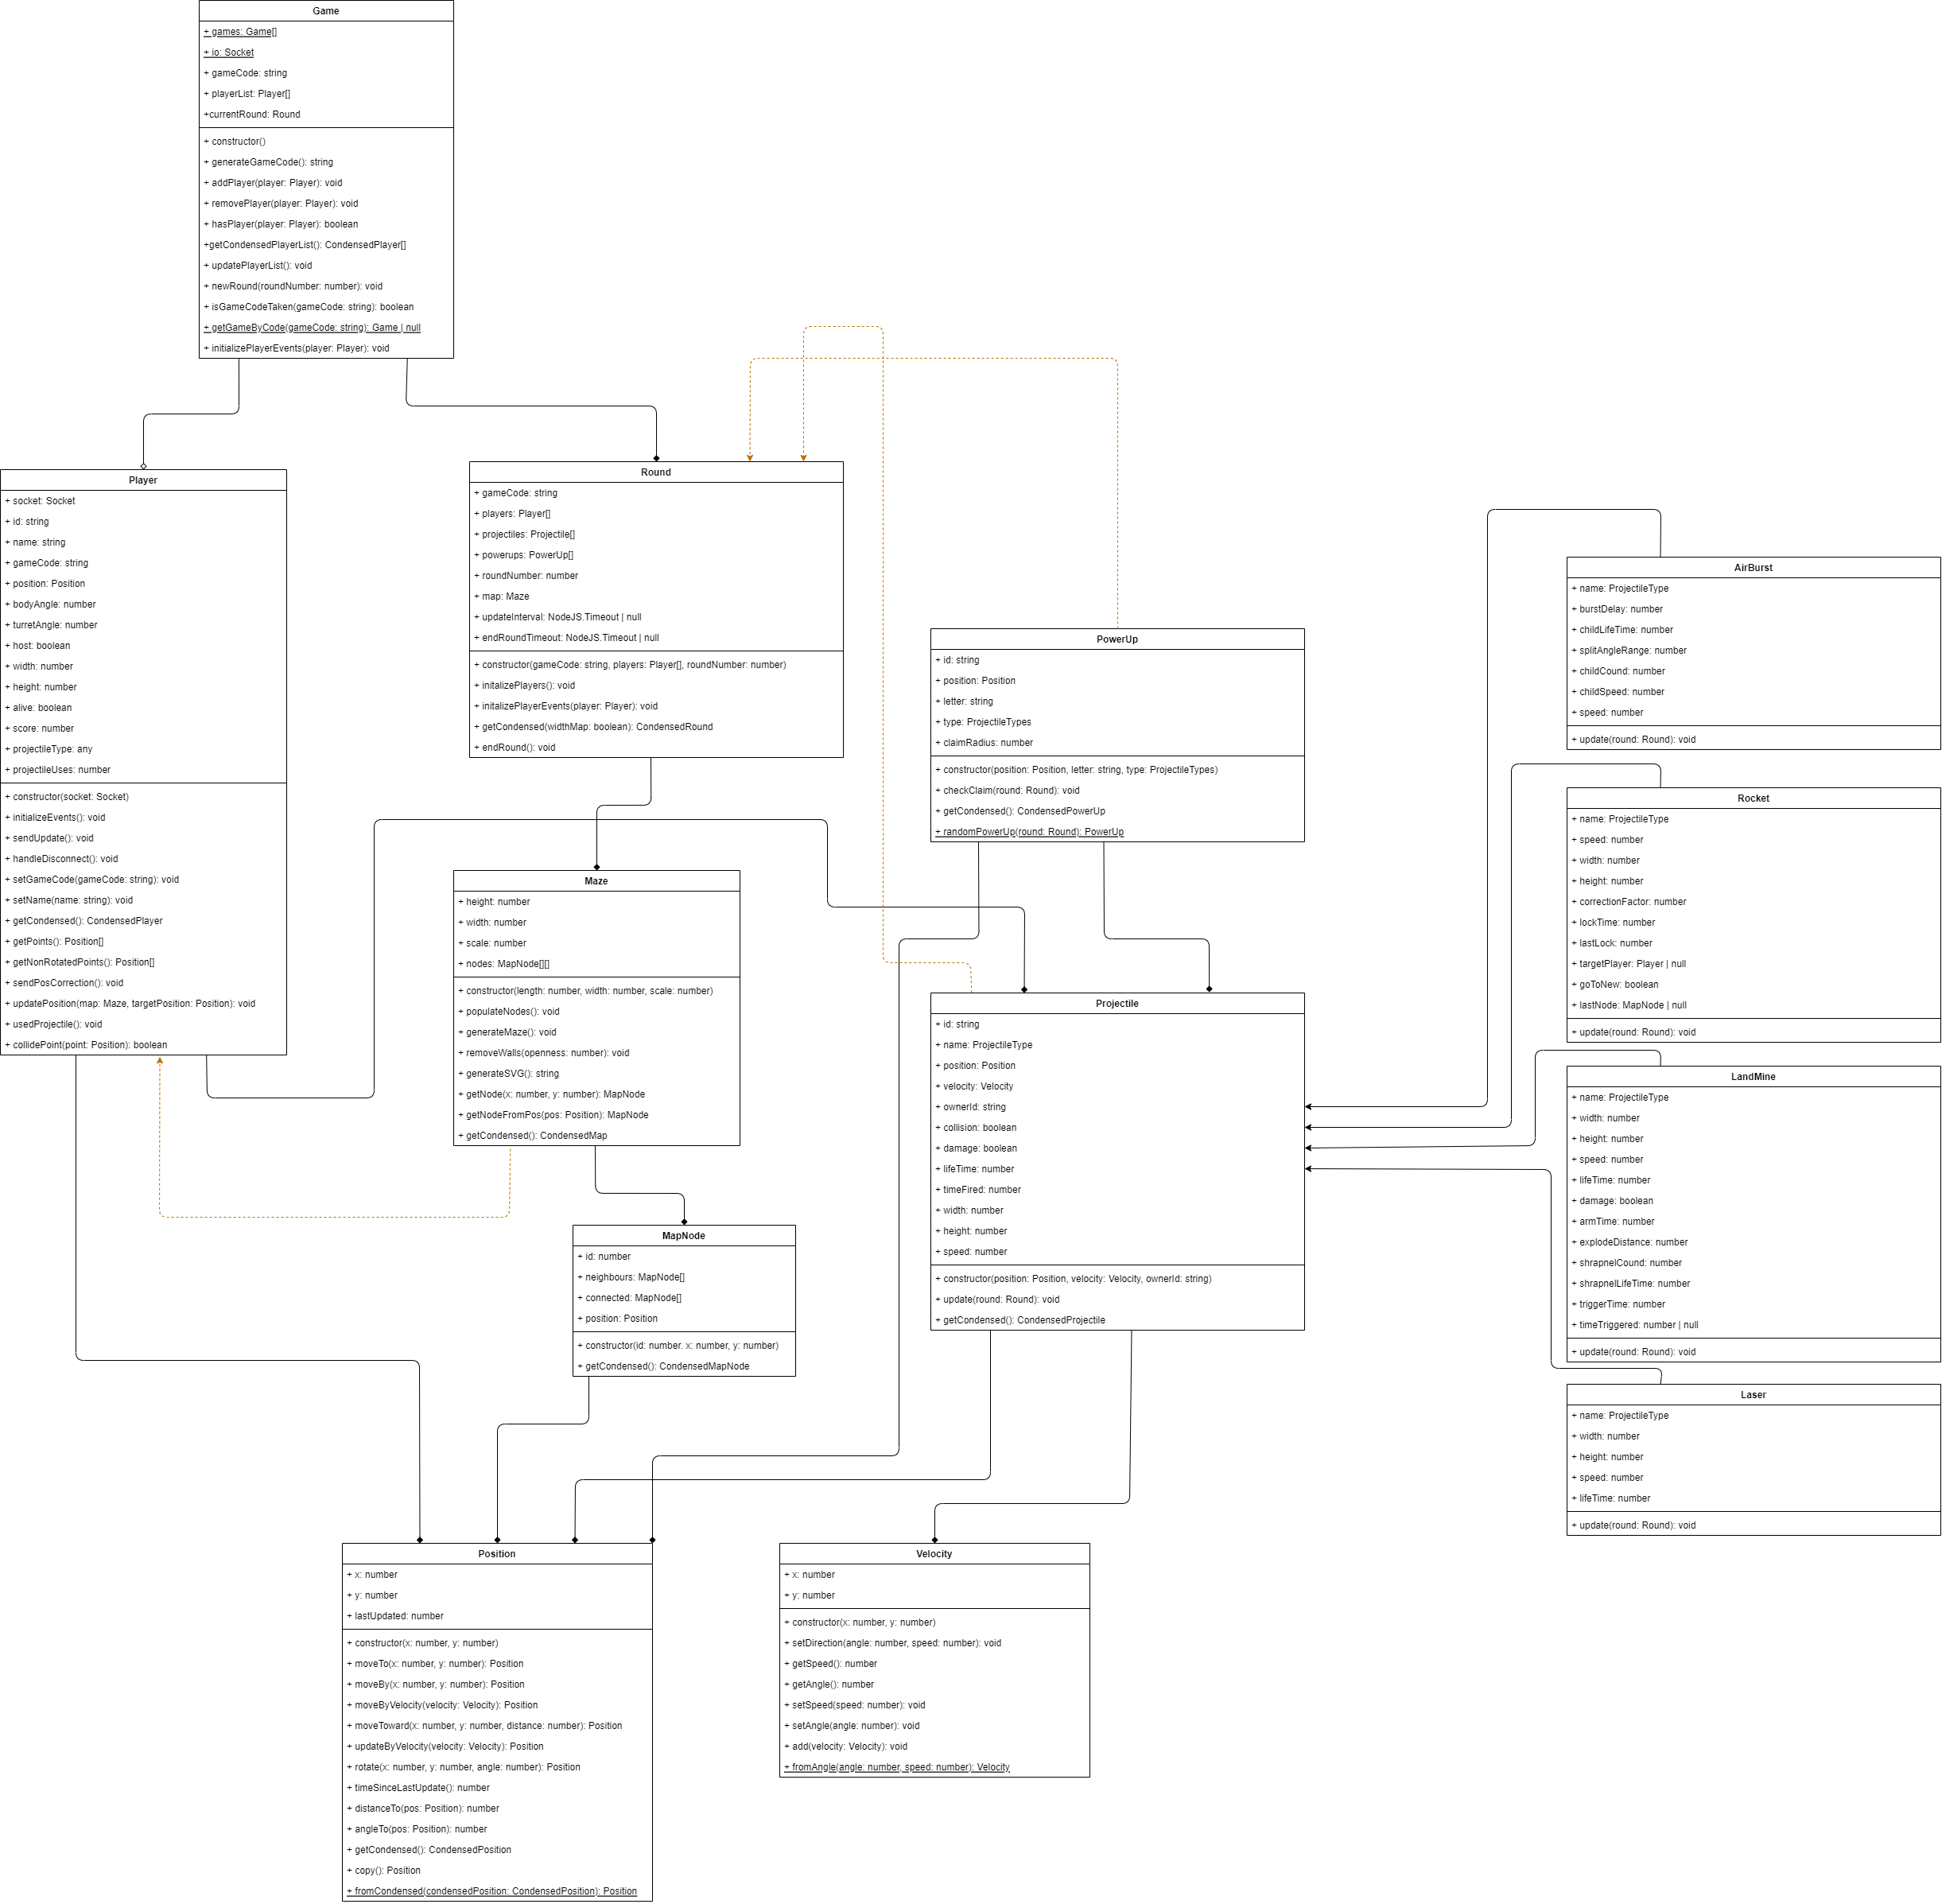 Game
+ games: Game[]
+ io: Socket
+ gameCode: string
+ playerList: Player[]
+currentRound: Round
+ constructor()
+ generateGameCode(): string
+ addPlayer(player: Player): void
+ removePlayer(player: Player): void
+ hasPlayer(player: Player): boolean
+getCondensedPlayerList(): CondensedPlayer[]
+ updatePlayerList(): void
+ newRound(roundNumber: number): void
+ isGameCodeTaken(gameCode: string): boolean
+ getGameByCode(gameCode: string): Game | null
+ initializePlayerEvents(player: Player): void
Player
+ socket: Socket
+ id: string
+ name: string
+ gameCode: string
+ position: Position
+ bodyAngle: number
+ turretAngle: number
+ host: boolean
+ width: number
+ height: number
+ alive: boolean
+ score: number
+ projectileType: any
+ projectileUses: number
+ constructor(socket: Socket)
+ initializeEvents(): void
+ sendUpdate(): void
+ handleDisconnect(): void
+ setGameCode(gameCode: string): void
+ setName(name: string): void
+ getCondensed(): CondensedPlayer
+ getPoints(): Position[]
+ getNonRotatedPoints(): Position[]
+ sendPosCorrection(): void
+ updatePosition(map: Maze, targetPosition: Position): void
+ usedProjectile(): void
+ collidePoint(point: Position): boolean
Round
+ gameCode: string
+ players: Player[]
+ projectiles: Projectile[]
+ powerups: PowerUp[]
+ roundNumber: number
+ map: Maze
+ updateInterval: NodeJS.Timeout | null
+ endRoundTimeout: NodeJS.Timeout | null
+ constructor(gameCode: string, players: Player[], roundNumber: number)
+ initalizePlayers(): void
+ initalizePlayerEvents(player: Player): void
+ getCondensed(widthMap: boolean): CondensedRound
+ endRound(): void
PowerUp
+ id: string
+ position: Position
+ letter: string
+ type: ProjectileTypes
+ claimRadius: number
+ constructor(position: Position, letter: string, type: ProjectileTypes)
+ checkClaim(round: Round): void
+ getCondensed(): CondensedPowerUp
+ randomPowerUp(round: Round): PowerUp
AirBurst
+ name: ProjectileType
+ burstDelay: number
+ childLifeTime: number
+ splitAngleRange: number
+ childCound: number
+ childSpeed: number
+ speed: number
+ update(round: Round): void
Rocket
+ name: ProjectileType
+ speed: number
+ width: number
+ height: number
+ correctionFactor: number
+ lockTime: number
+ lastLock: number
+ targetPlayer: Player | null
+ goToNew: boolean
+ lastNode: MapNode | null
+ update(round: Round): void
Maze
+ height: number
+ width: number
+ scale: number
+ nodes: MapNode[][]
+ constructor(length: number, width: number, scale: number)
+ populateNodes(): void
+ generateMaze(): void
+ removeWalls(openness: number): void
+ generateSVG(): string
+ getNode(x: number, y: number): MapNode
+ getNodeFromPos(pos: Position): MapNode
+ getCondensed(): CondensedMap
Projectile
+ id: string
+ name: ProjectileType
+ position: Position
+ velocity: Velocity
+ ownerId: string
+ collision: boolean
+ damage: boolean
+ lifeTime: number
+ timeFired: number
+ width: number
+ height: number
+ speed: number
+ constructor(position: Position, velocity: Velocity, ownerId: string)
+ update(round: Round): void
+ getCondensed(): CondensedProjectile
LandMine
+ name: ProjectileType
+ width: number
+ height: number
+ speed: number
+ lifeTime: number
+ damage: boolean
+ armTime: number
+ explodeDistance: number
+ shrapnelCound: number
+ shrapnelLifeTime: number
+ triggerTime: number
+ timeTriggered: number | null
+ update(round: Round): void
MapNode
+ id: number
+ neighbours: MapNode[]
+ connected: MapNode[]
+ position: Position
+ constructor(id: number. x: number, y: number)
+ getCondensed(): CondensedMapNode
Laser
+ name: ProjectileType
+ width: number
+ height: number
+ speed: number
+ lifeTime: number
+ update(round: Round): void
Position
+ x: number
+ y: number
+ lastUpdated: number
+ constructor(x: number, y: number)
+ moveTo(x: number, y: number): Position
+ moveBy(x: number, y: number): Position
+ moveByVelocity(velocity: Velocity): Position
+ moveToward(x: number, y: number, distance: number): Position
+ updateByVelocity(velocity: Velocity): Position
+ rotate(x: number, y: number, angle: number): Position
+ timeSinceLastUpdate(): number
+ distanceTo(pos: Position): number
+ angleTo(pos: Position): number
+ getCondensed(): CondensedPosition
+ copy(): Position
+ fromCondensed(condensedPosition: CondensedPosition): Position
Velocity
+ x: number
+ y: number
+ constructor(x: number, y: number)
+ setDirection(angle: number, speed: number): void
+ getSpeed(): number
+ getAngle(): number
+ setSpeed(speed: number): void
+ setAngle(angle: number): void
+ add(velocity: Velocity): void
+ fromAngle(angle: number, speed: number): Velocity